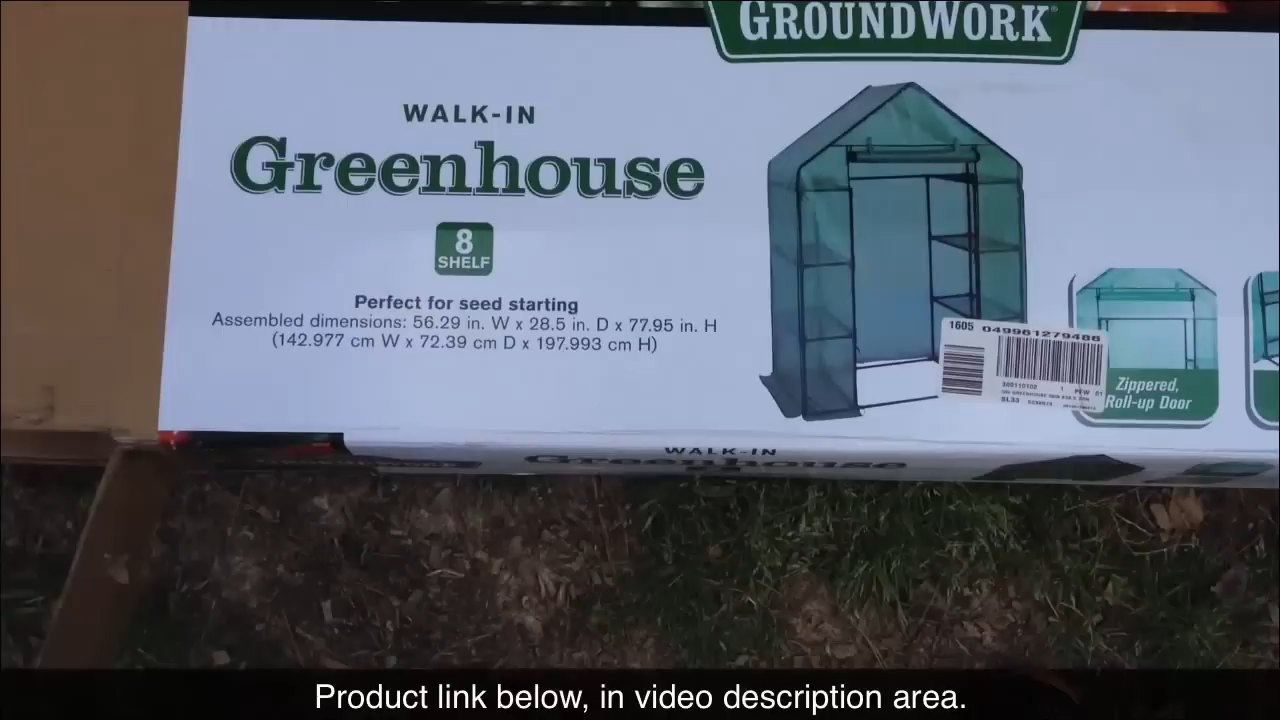 GROUNDWORK®
WALK-IN
Greenhouse
8
SHELF
Perfect for seed starting
Assembled dimensions: 56.29 in. W x 28.5 in. D x 77.95 in. H
(142.977 cm W x 72.39 cm D x 197.993 cm H)
1605 049961279486
Zippered,
Roll-up Door
WALK-IN
Greenhouse
Product link below, in video description area.